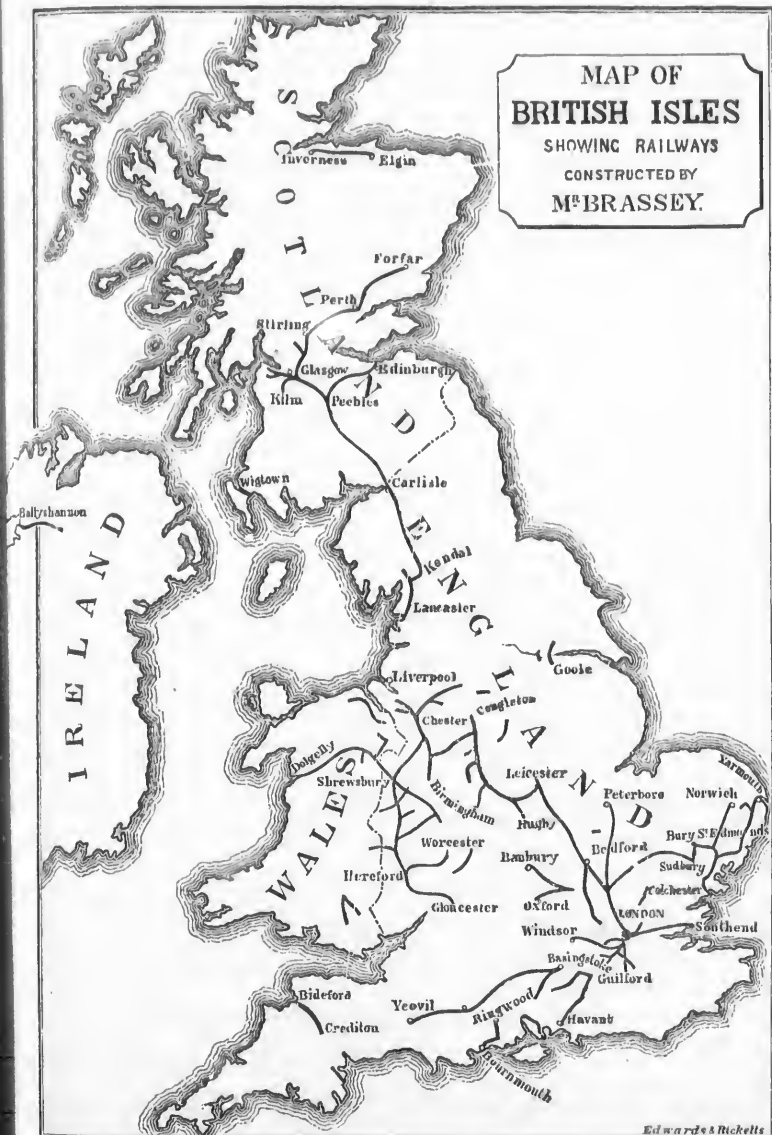 MAP OF
BRITISH ISLES
SHOWING RAILWAYS
CONSTRUCTED BY
MR BRASSEY.
SCOTLAND
Inverness
Elgin
Forfar
Perth
Stirling
Glasgow
Edinburgh
Kilm
Peebles
Wigtown
Carlisle
Ballyshannon
IRELAND
ENGLAND
Kendal
Lancaster
Goole
Liverpool
Chester
Congleton
Dolgelly
Shrewsbury
WALES
Birmingham
Leicester
Rugby
Peterboro
Norwich
Yarmouth
Bury St Edmonds
Bedford
Sudbury
Worcester
Banbury
Hereford
Colchester
Gloucester
Oxford
LONDON
Windsor
Southend
Basingstoke
Guilford
Bideford
Yeovil
Ringwood
Crediton
Havant
Bournmouth
Edwards & Ricketts